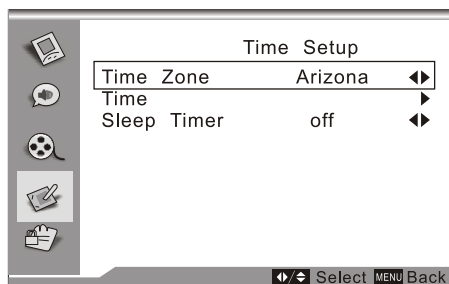 Time Setup
Time Zone Arizona
Time
Sleep Timer off
Select MENU Back